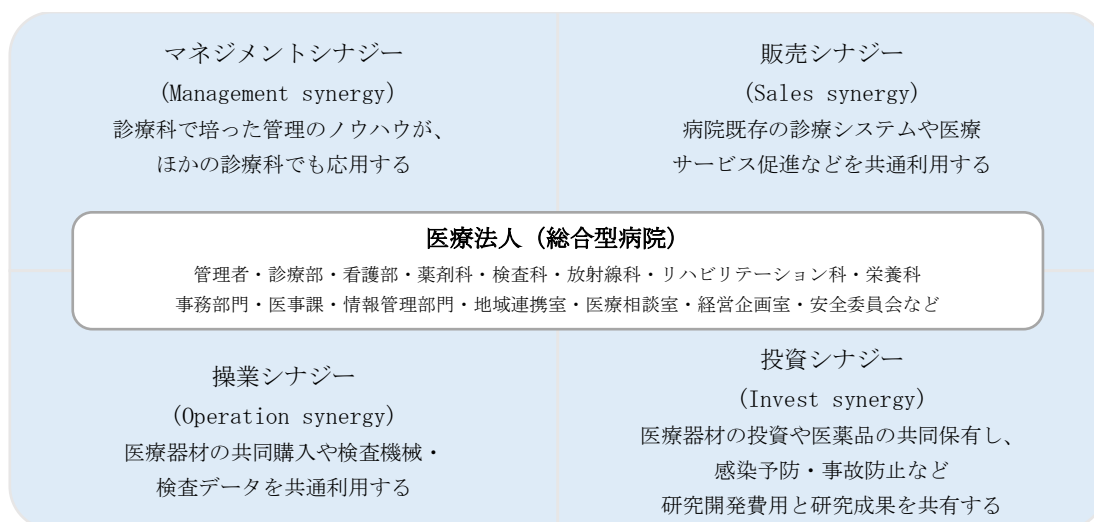 マネジメントシナジー
(Management synergy)
診療科で培った管理のノウハウが、
ほかの診療科でも応用する
販売シナジー
(Sales synergy)
病院既存の診療システムや医療
サービス促進などを共通利用する
医療法人（総合型病院）
管理者・診療部・看護部・薬剤科・検査科・放射線科・リハビリテーション科・栄養科
事務部門・医事課・情報管理部門・地域連携室・医療相談室・経営企画室・安全委員会など
操業シナジー
(Operation synergy)
医療器材の共同購入や検査機械・
検査データを共通利用する
投資シナジー
(Invest synergy)
医療器材の投資や医薬品の共同保有し、
感染予防・事故防止など
研究開発費用と研究成果を共有する